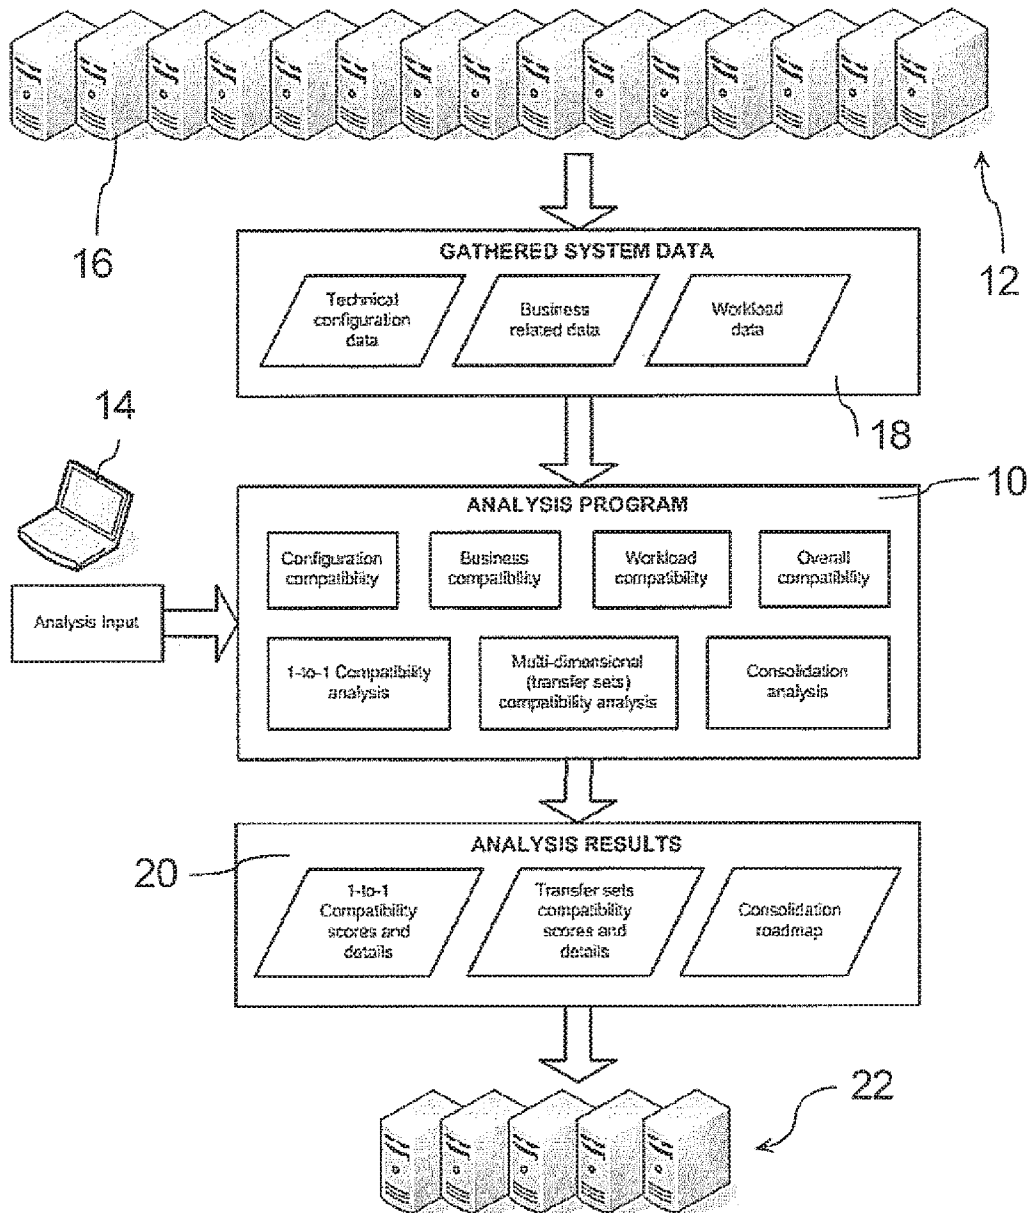 16
12
GATHERED SYSTEM DATA
Technical
configuration
data
Business
related data
Workload
data
18
14
10
ANALYSIS PROGRAM
Configuration
compatibility
Business
compatibility
Workload
compatibility
Overall
compatibility
Analysis Input
1-to-1 Compatibility
analysis
Multi-dimensional
(transfer sets)
compatibility analysis
Consolidation
analysis
ANALYSIS RESULTS
20
1-to-1
Compatibility
scores and
details
Transfer sets
compatibility
scores and
details
Consolidation
roadmap
22